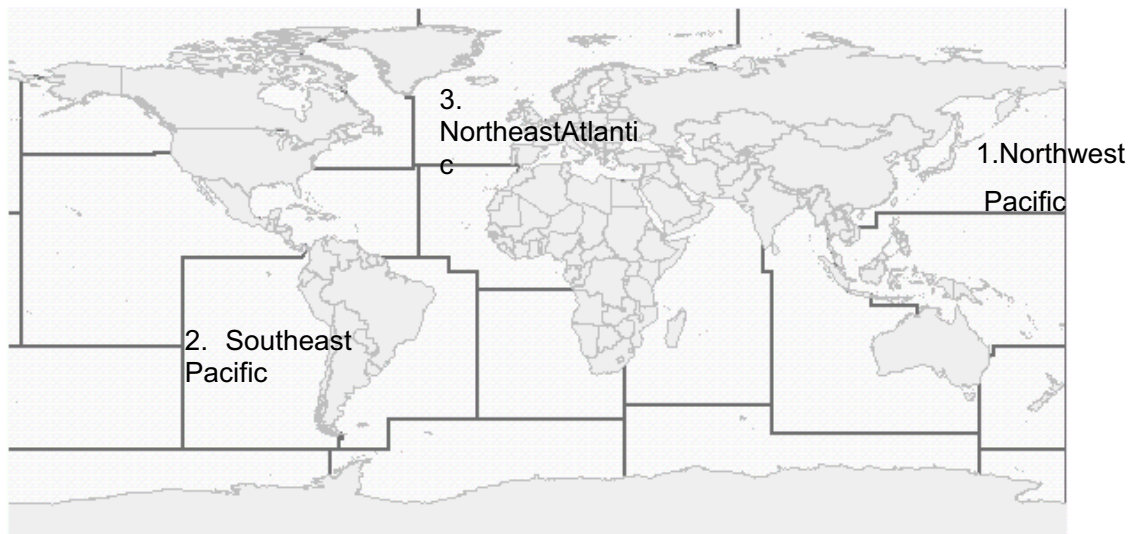 3.
NortheastAtlanti
c
1.Northwest
Pacific
2. Southeast
Pacific